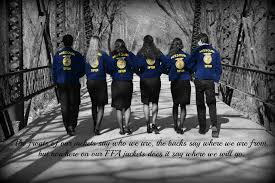 The fronts of our jackets say who we are, the backs say where we are from,
but nowhere on our FFA jackets does it say where we will go.